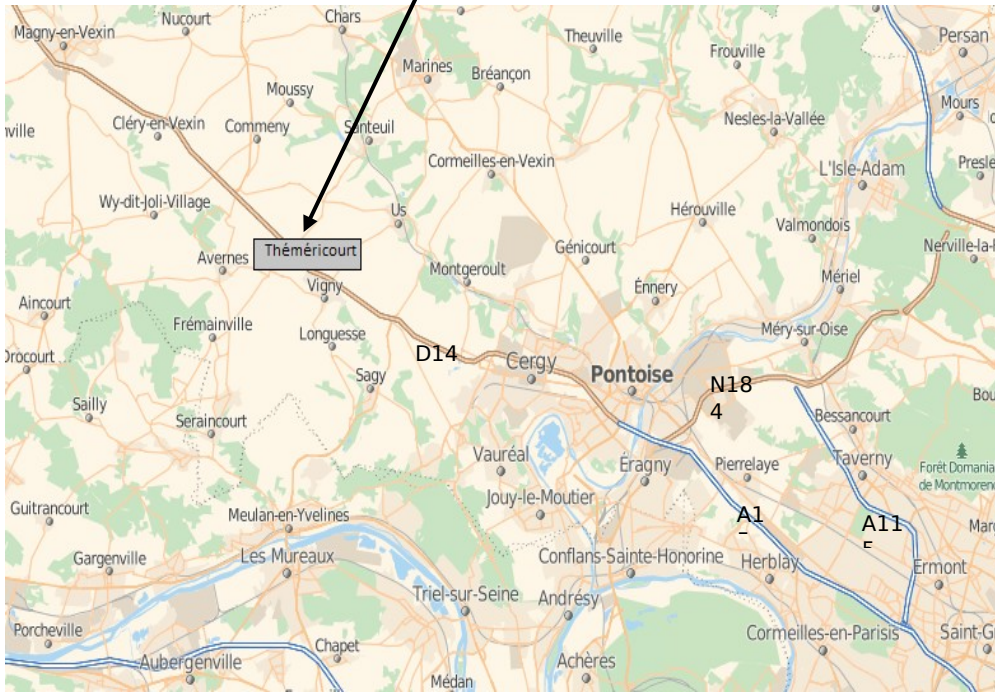 Nucourt
Chars
Magny-en-Vexin
Theuville
Persan
Frouville
Marines
Bréançon
Moussy
Mours
Cléry-en-Vexin
Commeny
Santeuil
Nesles-la-Vallée
nville
Cormeilles-en-Vexin
L'Isle-Adam
Presle
Wy-dit-Joli-Village
Us
Hérouville
Valmondois
Théméricourt
Génicourt
Nerville-la-
Avernes
Montgeroult
Mériel
Vigny
Énnery
Aincourt
Frémainville
Longuesse
Méry-sur-Oise
Drocourt
D14
Cergy
Pontoise
Sagy
N18
4
Bou
Sailly
Seraincourt
Bessancourt
Vauréal
Éragny
Pierrelaye
Taverny
Forêt Domania
de Montmorenc
Guitrancourt
Jouy-le-Moutier
Meulan-en-Yvelines
A1
A11
Marg
Gargenville
Les Mureaux
Conflans-Sainte-Honorine
Herblay
Ermont
Triel-sur-Seine
Andrésy
Porcheville
Chapet
Cormeilles-en-Parisis
Saint-G
Aubergenville
Médan
Achères